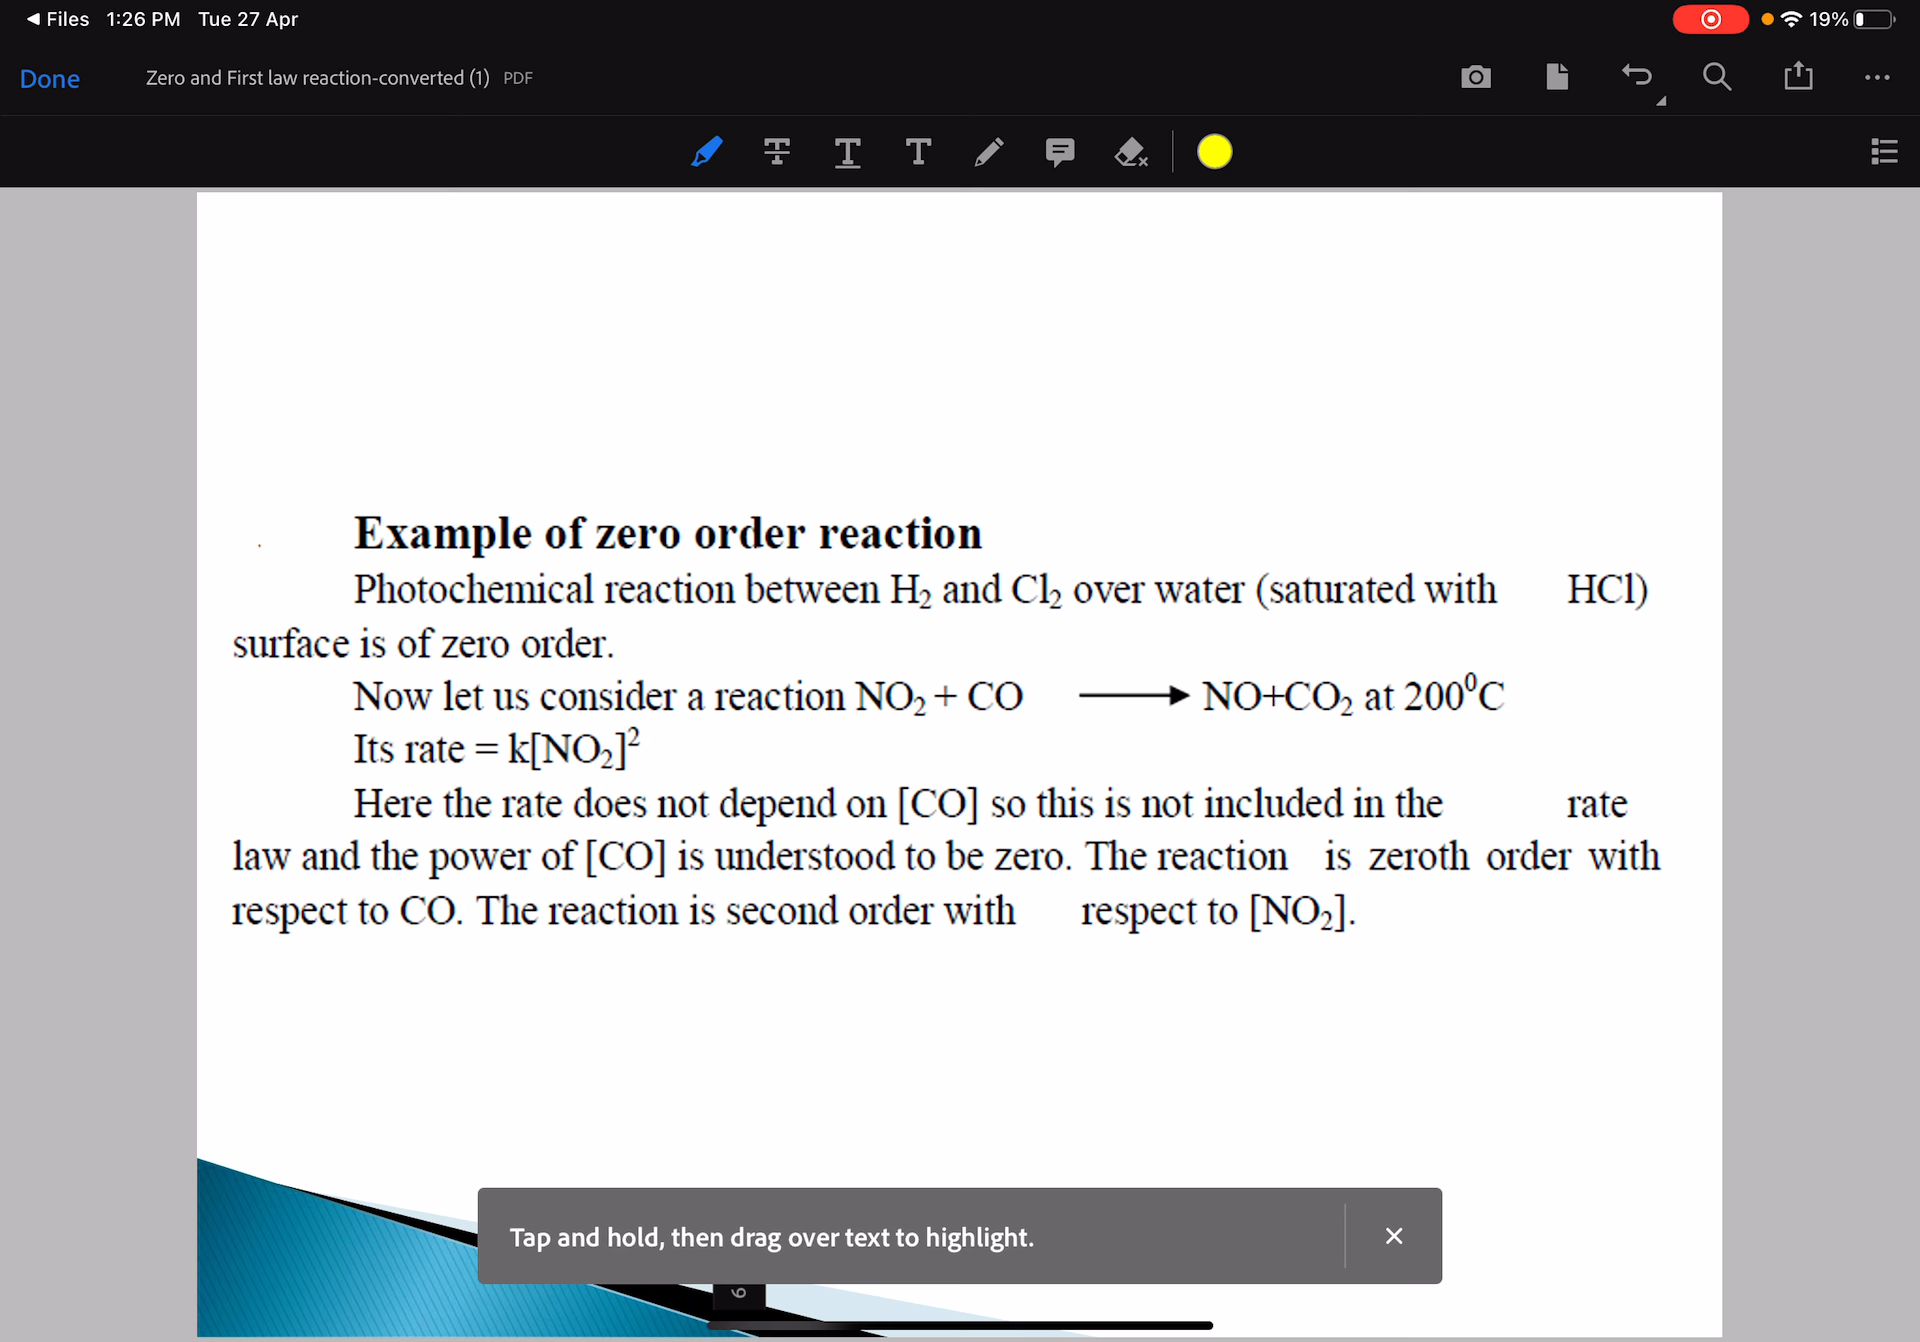 ◀ Files 1:26 PM Tue 27 Apr 19%
Done Zero and First law reaction-converted (1) PDF
Example of zero order reaction
Photochemical reaction between H₂ and Cl₂ over water (saturated with HCl)
surface is of zero order.
Now let us consider a reaction NO₂ + CO ⟶ NO+CO₂ at 200⁰C
Its rate = k[NO₂]²
Here the rate does not depend on [CO] so this is not included in the rate
law and the power of [CO] is understood to be zero. The reaction is zeroth order with
respect to CO. The reaction is second order with respect to [NO₂].
Tap and hold, then drag over text to highlight.